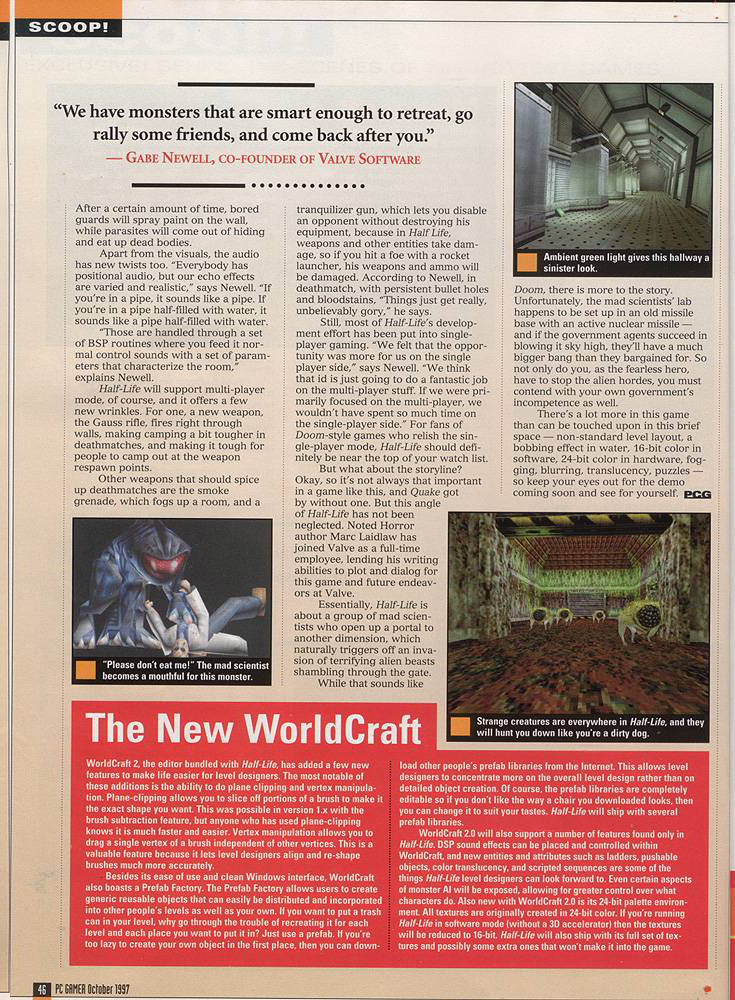 SCOOP!
“We have monsters that are smart enough to retreat, go
rally some friends, and come back after you.”
— GABE NEWELL, CO-FOUNDER OF VALVE SOFTWARE
After a certain amount of time, bored
guards will spray paint on the wall,
while parasites will come out of hiding
and eat up dead bodies.
Apart from the visuals, the audio
has new twists too. “Everybody has
positional audio, but our echo effects
are varied and realistic,” says Newell. “If
you’re in a pipe, it sounds like a pipe. If
you’re in a pipe half-filled with water, it
sounds like a pipe half-filled with water.
“Those are handled through a set
of BSP routines where you feed it nor-
mal control sounds with a set of param-
eters that characterize the room,”
explains Newell.
Half-Life will support multi-player
mode, of course, and it offers a few
new wrinkles. For one, a new weapon,
the Gauss rifle, fires right through
walls, making camping a bit tougher in
deathmatches, and making it tough for
people to camp out at the weapon
respawn points.
Other weapons that should spice
up deathmatches are the smoke
grenade, which fogs up a room, and a
“Please don’t eat me!” The mad scientist
becomes a mouthful for this monster.
tranquilizer gun, which lets you disable
an opponent without destroying his
equipment, because in Half Life,
weapons and other entities take dam-
age, so if you hit a foe with a rocket
launcher, his weapons and ammo will
be damaged. According to Newell, in
deathmatch, with persistent bullet holes
and bloodstains, “Things just get really,
unbelievably gory,” he says.
Still, most of Half-Life’s develop-
ment effort has been put into single-
player gaming. “We felt that the oppor-
tunity was more for us on the single
player side,” says Newell. “We think
that id is just going to do a fantastic job
on the multi-player stuff. If we were pri-
marily focused on the multi-player, we
wouldn’t have spent so much time on
the single-player side.” For fans of
Doom-style games who relish the sin-
gle-player mode, Half-Life should defi-
nitely be near the top of your watch list.
But what about the storyline?
Okay, so it’s not always that important
in a game like this, and Quake got
by without one. But this angle
of Half-Life has not been
neglected. Noted Horror
author Marc Laidlaw has
joined Valve as a full-time
employee, lending his writing
abilities to plot and dialog for
this game and future endeav-
ors at Valve.
Essentially, Half-Life is
about a group of mad scien-
tists who open up a portal to
another dimension, which
naturally triggers off an inva-
sion of terrifying alien beasts
shambling through the gate.
While that sounds like
Ambient green light gives this hallway a
sinister look.
Doom, there is more to the story.
Unfortunately, the mad scientists’ lab
happens to be set up in an old missile
base with an active nuclear missile —
and if the government agents succeed in
blowing it sky high, they’ll have a much
bigger bang than they bargained for. So
not only do you, as the fearless hero,
have to stop the alien hordes, you must
contend with your own government’s
incompetence as well.
There’s a lot more in this game
than can be touched upon in this brief
space — non-standard level layout, a
bobbing effect in water, 16-bit color in
software, 24-bit color in hardware, fog-
ging, blurring, translucency, puzzles —
so keep your eyes out for the demo
coming soon and see for yourself. PCG
Strange creatures are everywhere in Half-Life, and they
will hunt you down like you’re a dirty dog.
The New WorldCraft
WorldCraft 2, the editor bundled with Half-Life, has added a few new
features to make life easier for level designers. The most notable of
these additions is the ability to do plane clipping and vertex manipula-
tion. Plane-clipping allows you to slice off portions of a brush to make it
the exact shape you want. This was possible in version 1.x with the
brush subtraction feature, but anyone who has used plane-clipping
knows it is much faster and easier. Vertex manipulation allows you to
drag a single vertex of a brush independent of other vertices. This is a
valuable feature because it lets level designers align and re-shape
brushes much more accurately.
Besides its ease of use and clean Windows interface, WorldCraft
also boasts a Prefab Factory. The Prefab Factory allows users to create
generic reusable objects that can easily be distributed and incorporated
into other people’s levels as well as your own. If you want to put a trash
can in your level, why go through the trouble of recreating it for each
level and each place you want to put it in? Just use a prefab. If you’re
too lazy to create your own object in the first place, then you can down-
load other people’s prefab libraries from the Internet. This allows level
designers to concentrate more on the overall level design rather than on
detailed object creation. Of course, the prefab libraries are completely
editable so if you don’t like the way a chair you downloaded looks, then
you can change it to suit your tastes. Half-Life will ship with several
prefab libraries.
WorldCraft 2.0 will also support a number of features found only in
Half-Life. DSP sound effects can be placed and controlled within
WorldCraft, and new entities and attributes such as ladders, pushable
objects, color translucency, and scripted sequences are some of the
things Half-Life level designers can look forward to. Even certain aspects
of monster AI will be exposed, allowing for greater control over what
characters do. Also new with WorldCraft 2.0 is its 24-bit palette environ-
ment. All textures are originally created in 24-bit color. If you’re running
Half-Life in software mode (without a 3D accelerator) then the textures
will be reduced to 16-bit. Half-Life will also ship with its full set of tex-
tures and possibly some extra ones that won’t make it into the game.
46 PC GAMER October 1997